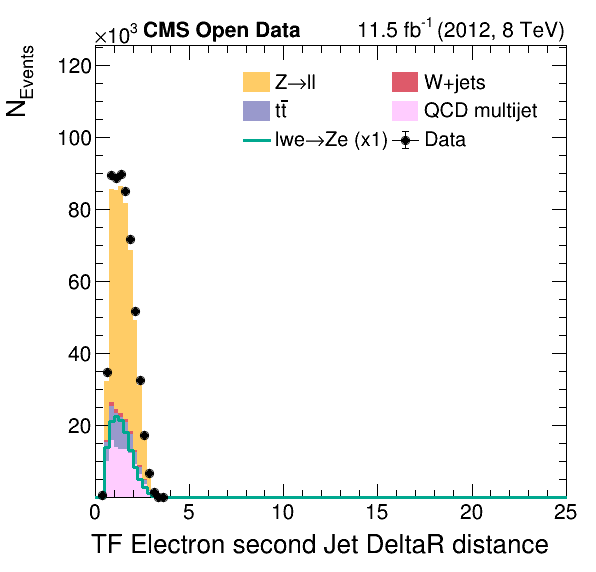 ×10³ CMS Open Data 11.5 fb⁻¹ (2012, 8 TeV)
N_Events
120
100
80
60
40
20
Z→ll W+jets
tt̄ QCD multijet
lwe→Ze (x1) Data
0 5 10 15 20 25
TF Electron second Jet DeltaR distance